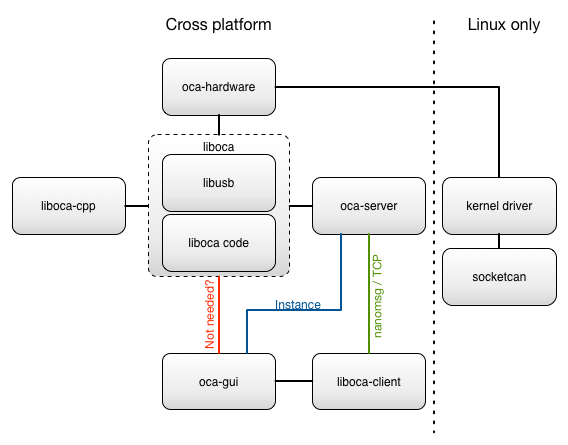 Cross platform
Linux only
oca-hardware
liboca
libusb
liboca-cpp
oca-server
kernel driver
liboca code
socketcan
Not needed?
Instance
nanomsg / TCP
oca-gui
liboca-client